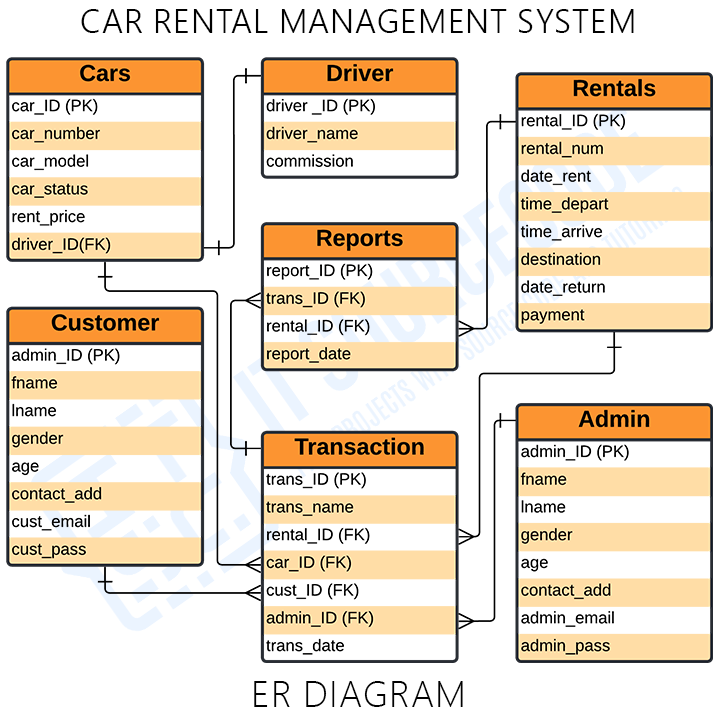 CAR RENTAL MANAGEMENT SYSTEM
Cars
car_ID (PK)
car_number
car_model
car_status
rent_price
driver_ID(FK)
Driver
driver _ID (PK)
driver_name
commission
Rentals
rental_ID (PK)
rental_num
date_rent
time_depart
time_arrive
destination
date_return
payment
Reports
report_ID (PK)
trans_ID (FK)
rental_ID (FK)
report_date
Customer
admin_ID (PK)
fname
lname
gender
age
contact_add
cust_email
cust_pass
Transaction
trans_ID (PK)
trans_name
rental_ID (FK)
car_ID (FK)
cust_ID (FK)
admin_ID (FK)
trans_date
Admin
admin_ID (PK)
fname
lname
gender
age
contact_add
admin_email
admin_pass
ER DIAGRAM
IT SOURCECODE